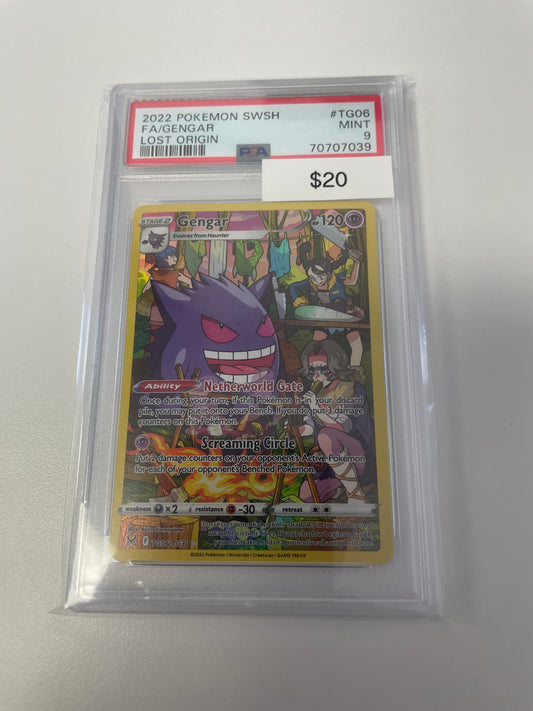 2022 POKEMON SWSH #TG06
FA/GENGAR MINT
LOST ORIGIN 9
PSA 70707039
$20
STAGE 2 Gengar HP120
Evolves from Haunter
Ability Netherworld Gate
Once during your turn, if this Pokémon is in your discard
pile, you may put it onto your Bench. If you do, put 3 damage
counters on this Pokémon.
Screaming Circle
Put 2 damage counters on your opponent's Active Pokémon
for each of your opponent's Benched Pokémon.
weakness ×2 resistance -30 retreat
F TG06/TG30
©2022 Pokémon / Nintendo / Creatures / GAME FREAK